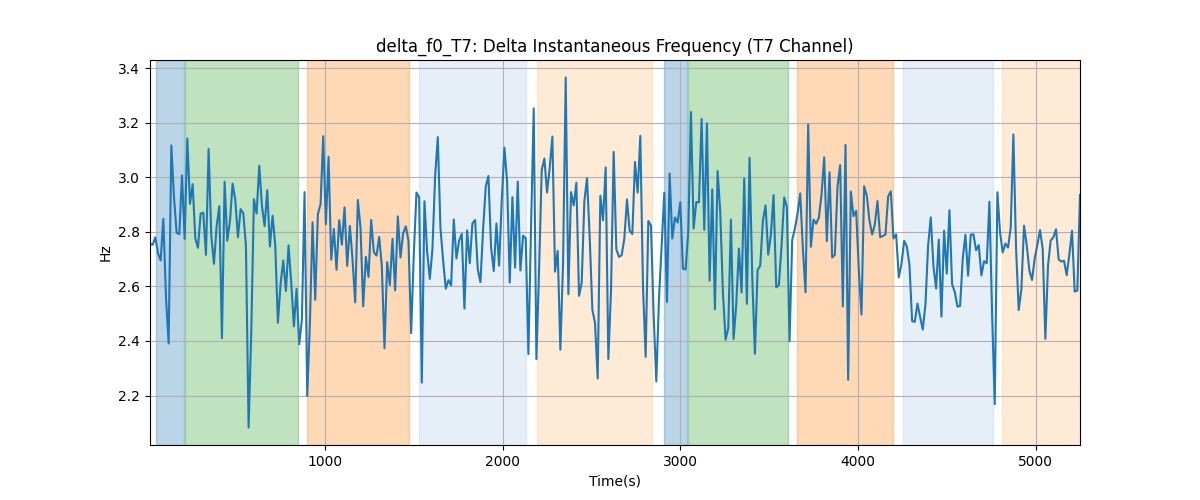 delta_f0_T7: Delta Instantaneous Frequency (T7 Channel)
3.4
3.2
3.0
2.8
2.6
2.4
2.2
Hz
1000 2000 3000 4000 5000
Time(s)